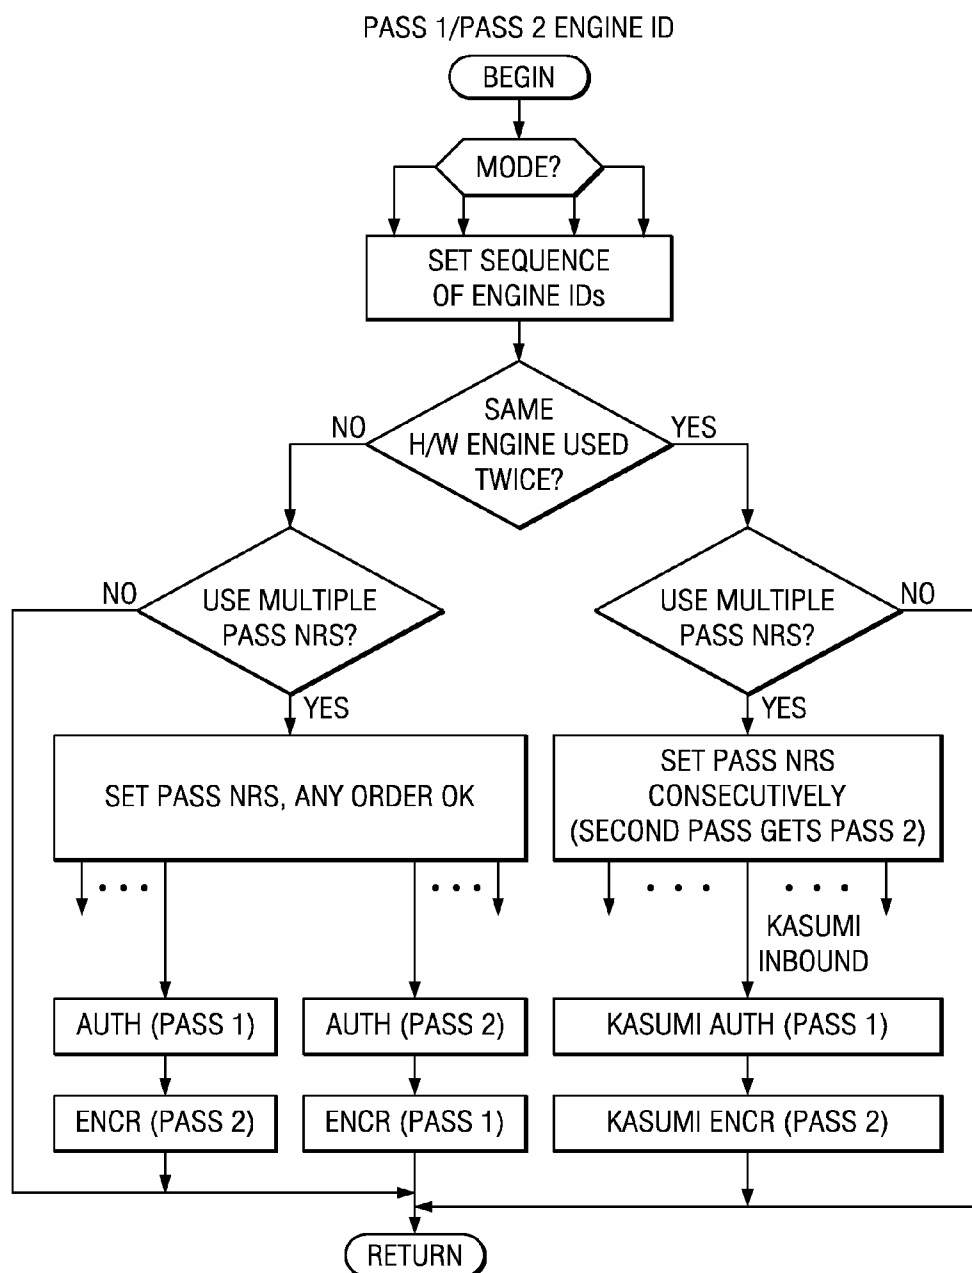 PASS 1/PASS 2 ENGINE ID
BEGIN
MODE?
SET SEQUENCE
OF ENGINE IDs
NO
SAME
H/W ENGINE USED
TWICE?
YES
NO
USE MULTIPLE
PASS NRS?
YES
USE MULTIPLE
PASS NRS?
NO
YES
SET PASS NRS, ANY ORDER OK
SET PASS NRS
CONSECUTIVELY
(SECOND PASS GETS PASS 2)
KASUMI
INBOUND
AUTH (PASS 1)
AUTH (PASS 2)
KASUMI AUTH (PASS 1)
ENCR (PASS 2)
ENCR (PASS 1)
KASUMI ENCR (PASS 2)
RETURN